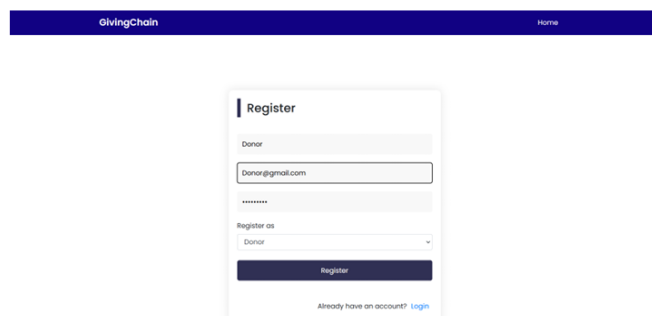 GivingChain Home
Register
Donor
Donor@gmail.com
•••••••••
Register as
Donor
Register
Already have an account? Login